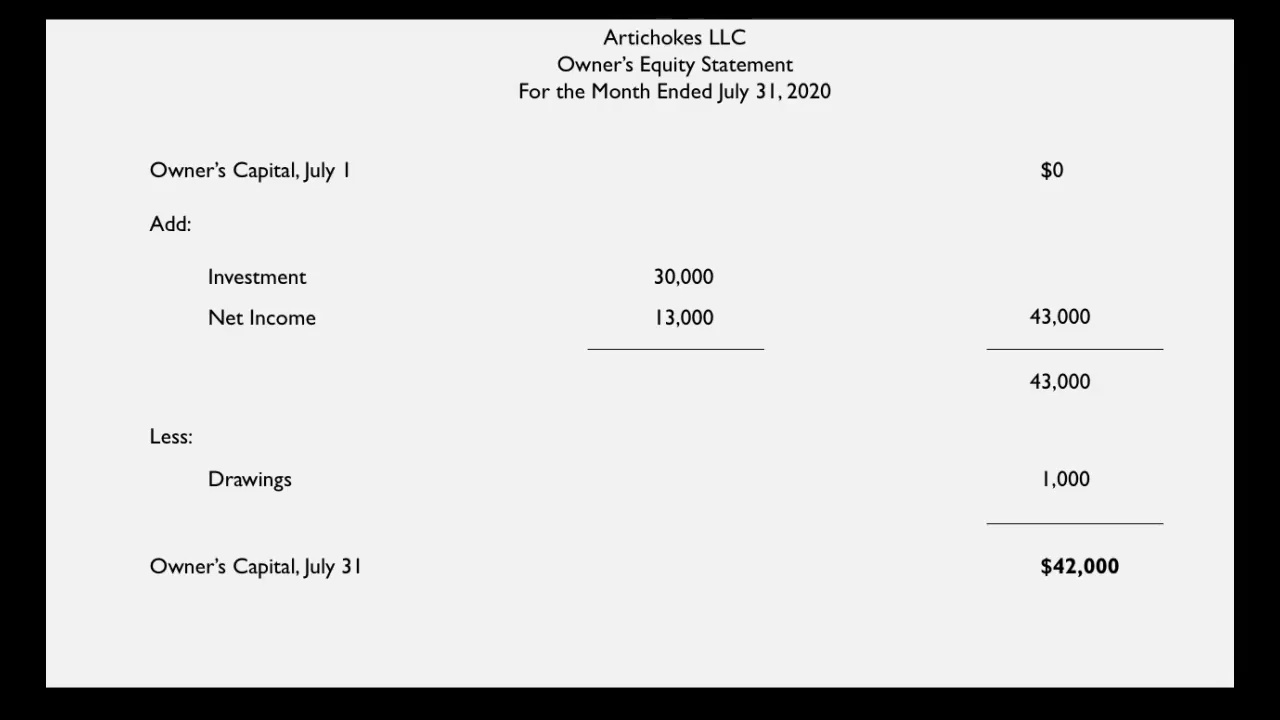 Artichokes LLC
Owner’s Equity Statement
For the Month Ended July 31, 2020
Owner’s Capital, July 1 $0
Add:
Investment 30,000
Net Income 13,000 43,000
43,000
Less:
Drawings 1,000
Owner’s Capital, July 31 $42,000